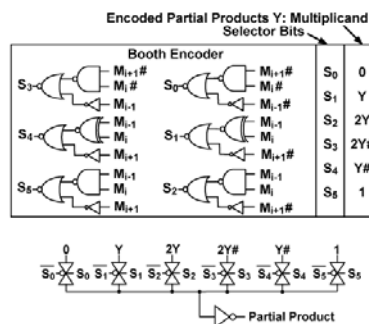 Encoded Partial Products Y: Multiplicand
Selector Bits
Booth Encoder
S3 Mi+1# Mi# Mi-1
S0 Mi+1# Mi# Mi-1#
S4 Mi-1 Mi Mi+1
S1 Mi-1 Mi Mi+1#
S5 Mi-1 Mi Mi+1
S2 Mi-1 Mi Mi+1#
S0 0
S1 Y
S2 2Y
S3 2Y#
S4 Y#
S5 1
0 Y 2Y 2Y# Y# 1
S0 S0 S1 S1 S2 S2 S3 S3 S4 S4 S5 S5
Partial Product